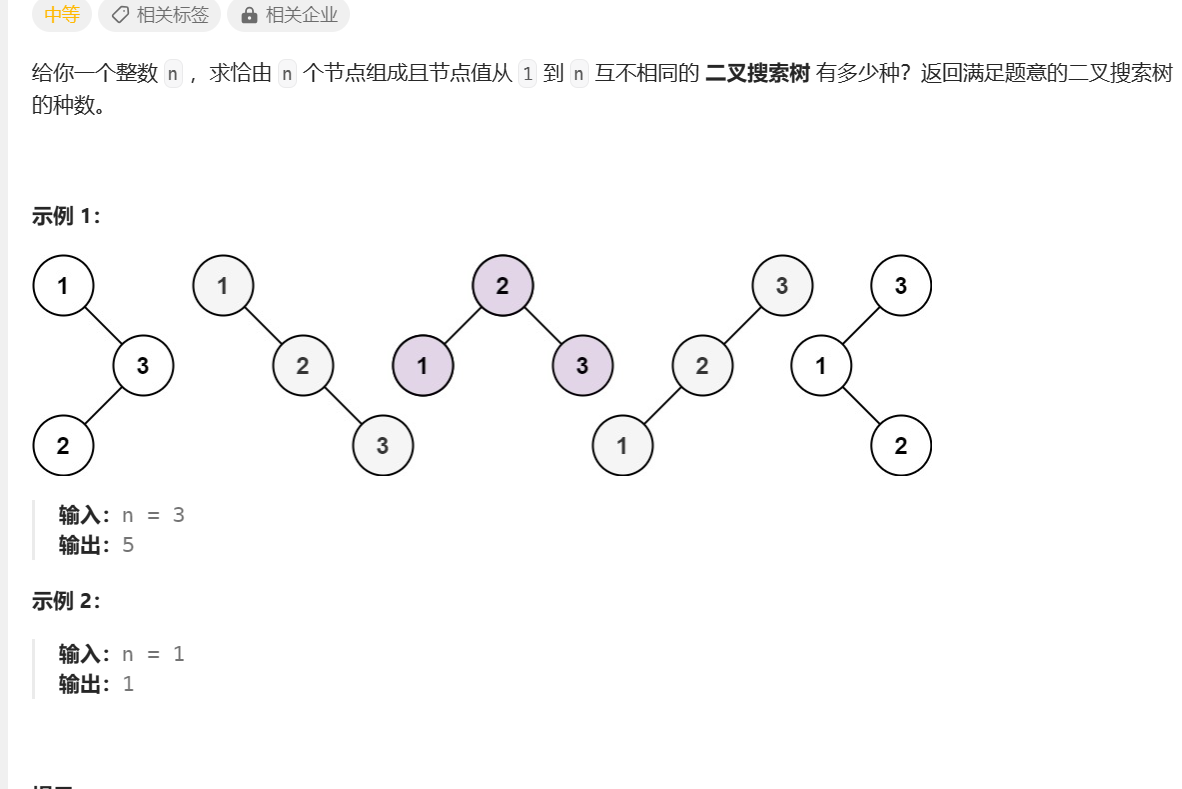 中等 相关标签 相关企业
给你一个整数 n ，求恰由 n 个节点组成且节点值从 1 到 n 互不相同的 二叉搜索树 有多少种？返回满足题意的二叉搜索树
的种数。
示例 1：
1 1 2 3 3
3 2 1 3 2 1
2 3 1 2
输入：n = 3
输出：5
示例 2：
输入：n = 1
输出：1